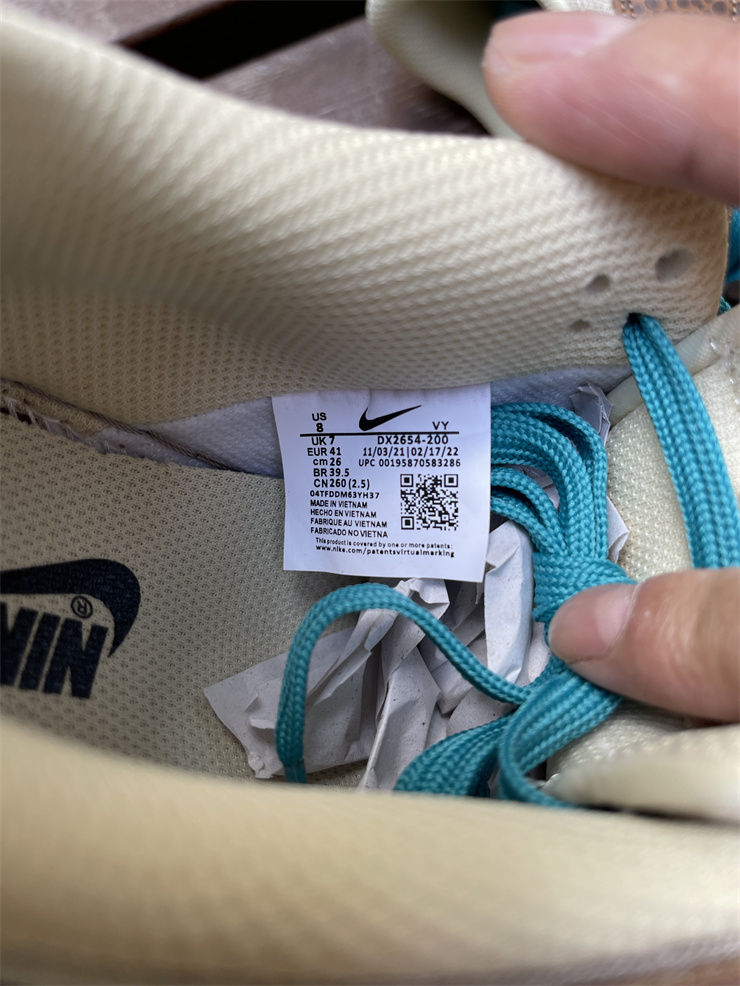 US
8 VY
UK 7 DX2654-200
EUR 41 11/03/21 | 02/17/22
cm 26 UPC 00195870583286
BR 39.5
CN 260 (2.5)
04TFDDM63YH37
MADE IN VIETNAM
HECHO EN VIETNAM
FABRIQUE AU VIETNAM
FABRICADO NO VIETNA
This product is covered by one or more patents:
www.nike.com/patentsvirtualmarking
NIK
®